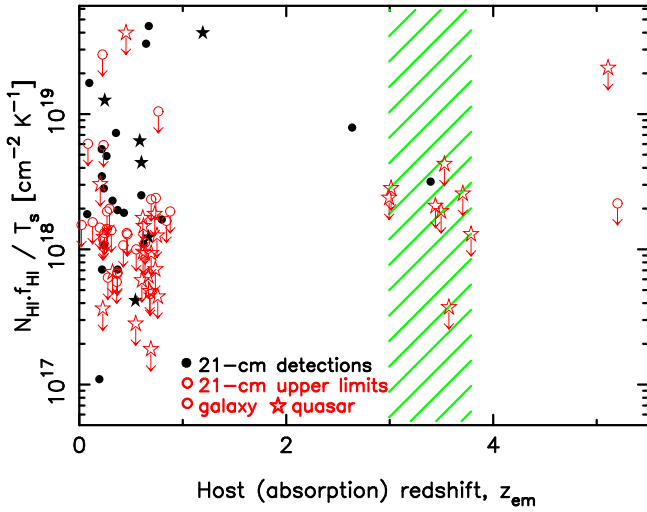 10^19
10^18
10^17
N_HI.f_HI / T_s [cm^-2 K^-1]
21-cm detections
21-cm upper limits
galaxy quasar
0 2 4
Host (absorption) redshift, z_em